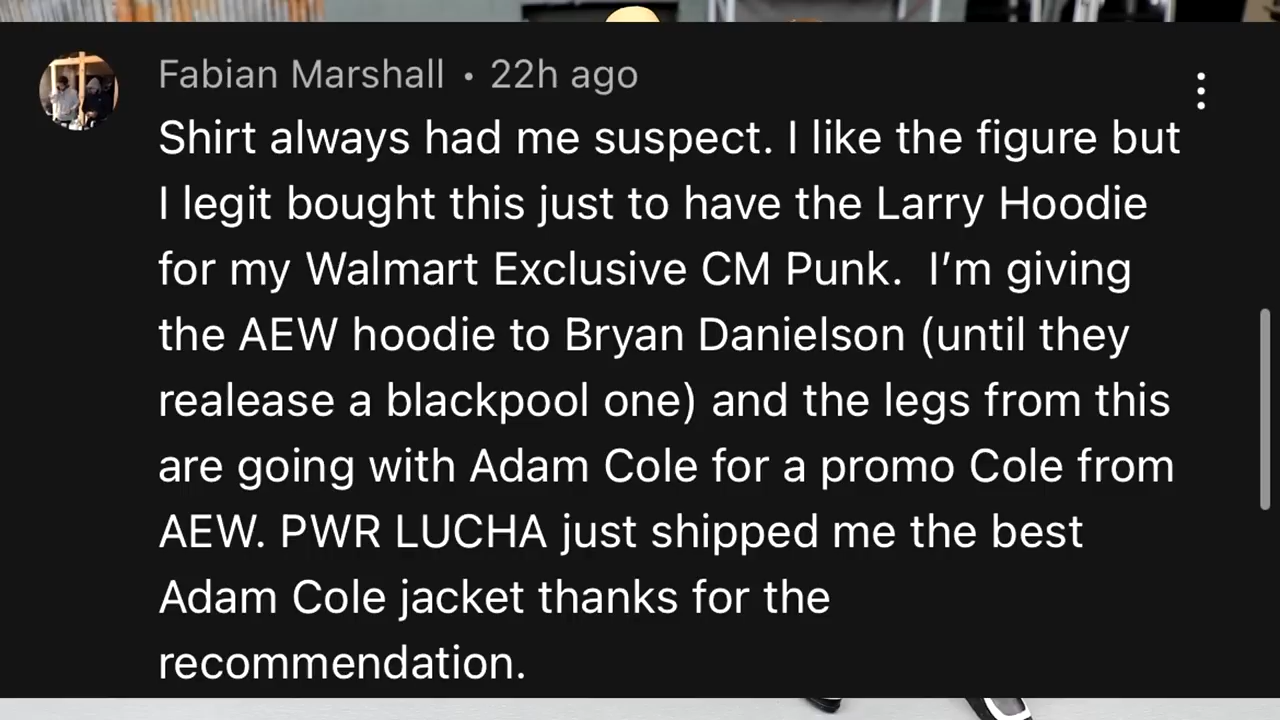 Fabian Marshall • 22h ago
Shirt always had me suspect. I like the figure but
I legit bought this just to have the Larry Hoodie
for my Walmart Exclusive CM Punk.  I’m giving
the AEW hoodie to Bryan Danielson (until they
realease a blackpool one) and the legs from this
are going with Adam Cole for a promo Cole from
AEW. PWR LUCHA just shipped me the best
Adam Cole jacket thanks for the
recommendation.